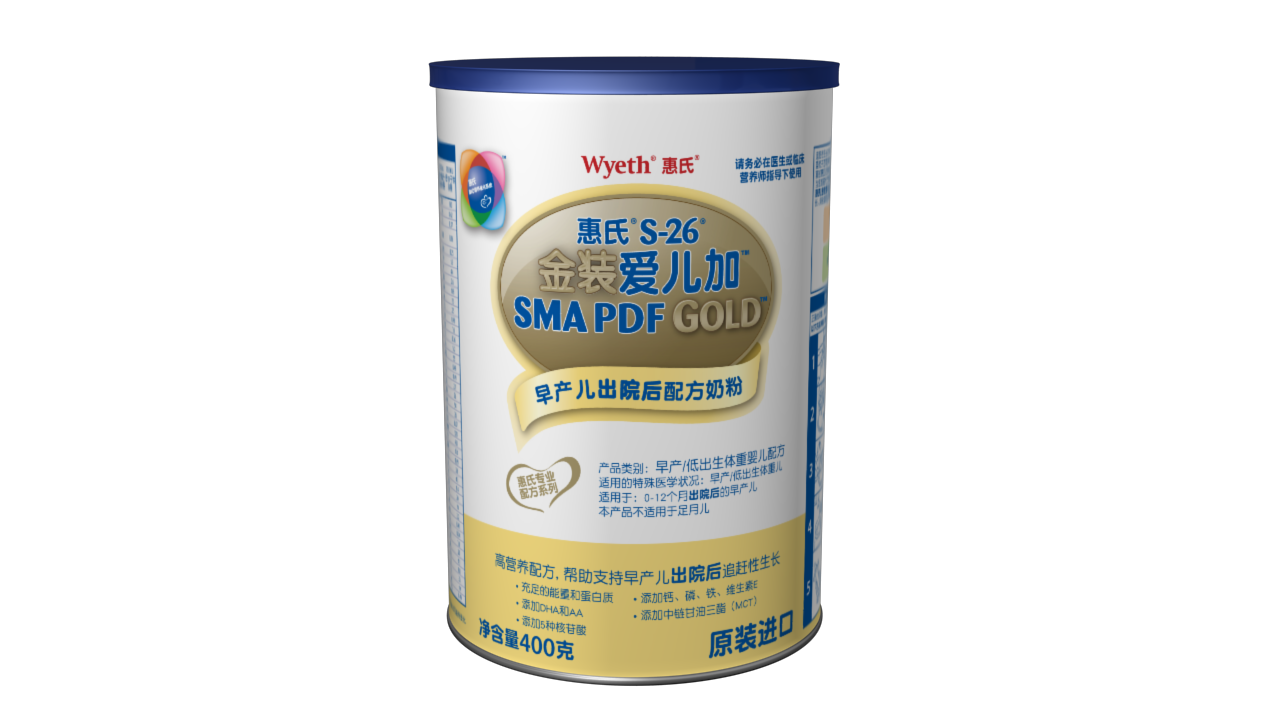 Wyeth® 惠氏®
请务必在医生或临床
营养师指导下使用
惠氏® S-26®
金装爱儿加™
SMA PDF GOLD™
早产儿出院后配方奶粉
惠氏专业
配方系列
产品类别：早产/低出生体重婴儿配方
适用的特殊医学状况：早产/低出生体重儿
适用于：0-12个月出院后的早产儿
本产品不适用于足月儿
高营养配方, 帮助支持早产儿出院后追赶性生长
·充足的能量和蛋白质
·添加DHA和AA
·添加5种核苷酸
·添加钙、磷、铁、维生素E
·添加中链甘油三酯（MCT）
净含量400克
原装进口
1
2
3
4
5